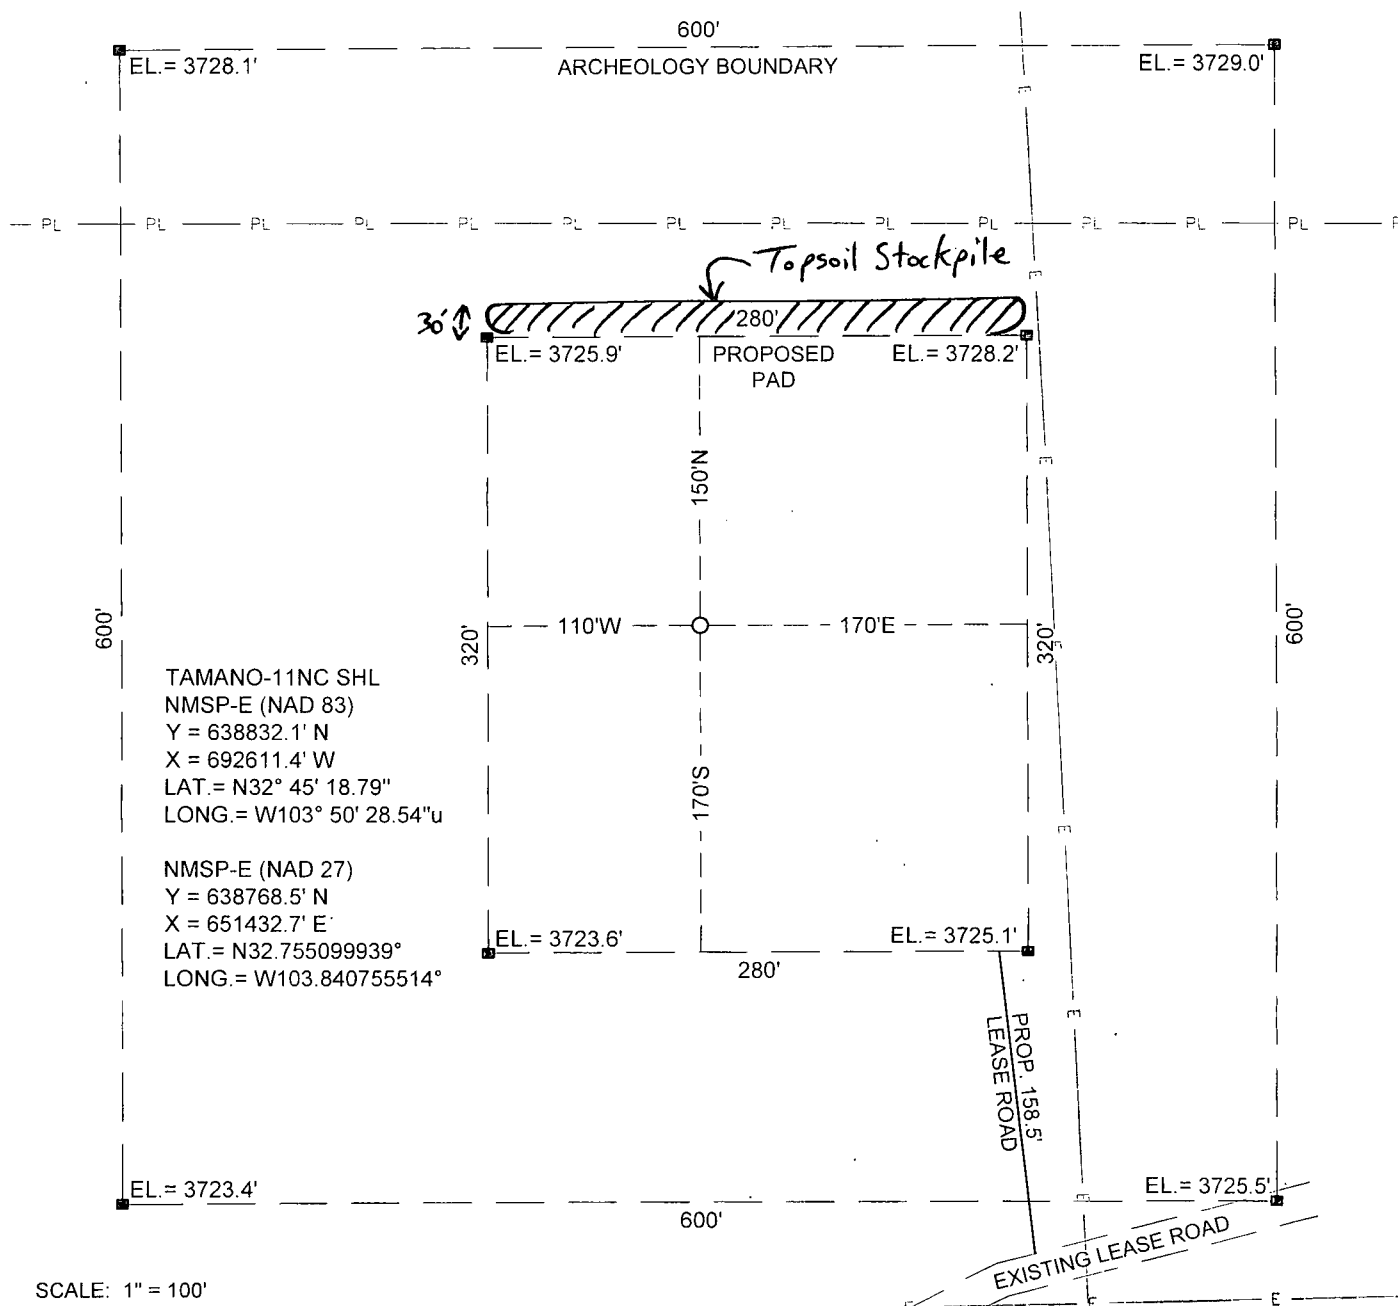 600'
EL.= 3728.1'
ARCHEOLOGY BOUNDARY
EL.= 3729.0'
E
PL PL PL PL PL PL PL PL PL PL PL PL PL P
Topsoil Stockpile
E
30'
280'
EL.= 3725.9'
PROPOSED
PAD
EL.= 3728.2'
150'N
E
600'
320'
110'W
170'E
320'
E
600'
TAMANO-11NC SHL
NMSP-E (NAD 83)
Y = 638832.1' N
X = 692611.4' W
LAT.= N32° 45' 18.79"
LONG.= W103° 50' 28.54"u
170'S
E
NMSP-E (NAD 27)
Y = 638768.5' N
X = 651432.7' E
LAT.= N32.755099939°
LONG.= W103.840755514°
EL.= 3723.6'
EL.= 3725.1'
280'
E
PROP. 158.5'
LEASE ROAD
EL.= 3723.4'
EL.= 3725.5'
E
600'
EXISTING LEASE ROAD
SCALE: 1" = 100'
E E E